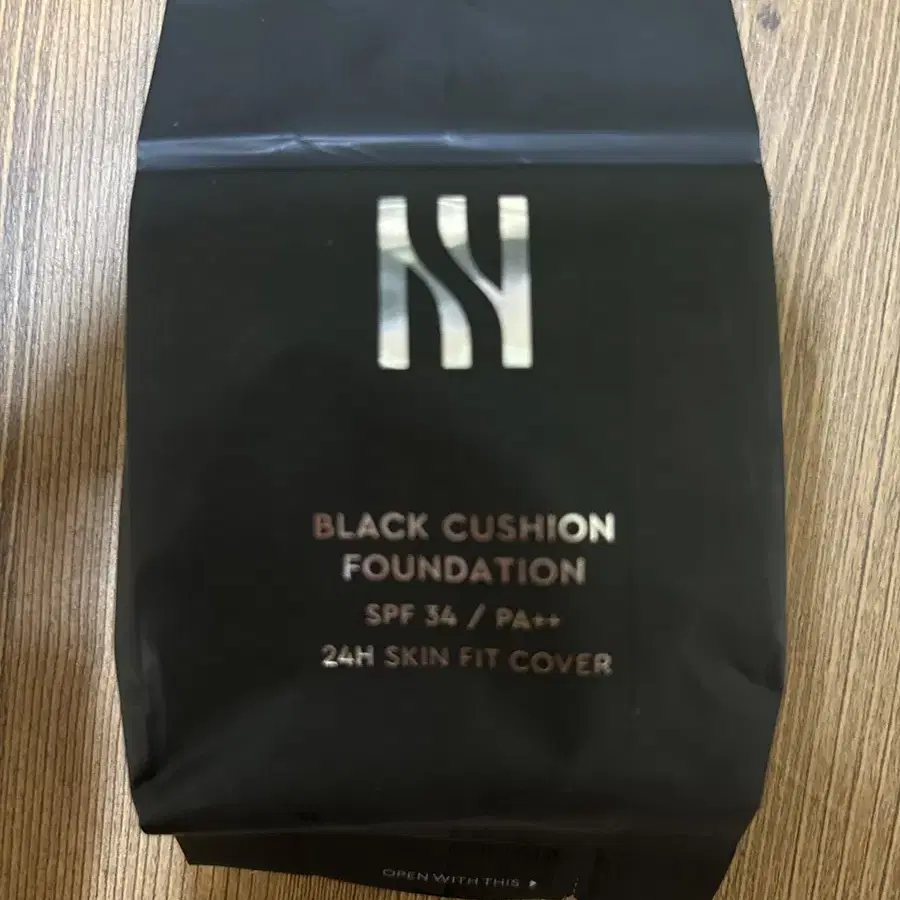 BLACK CUSHION
FOUNDATION
SPF 34 / PA++
24H SKIN FIT COVER
OPEN WITH THIS